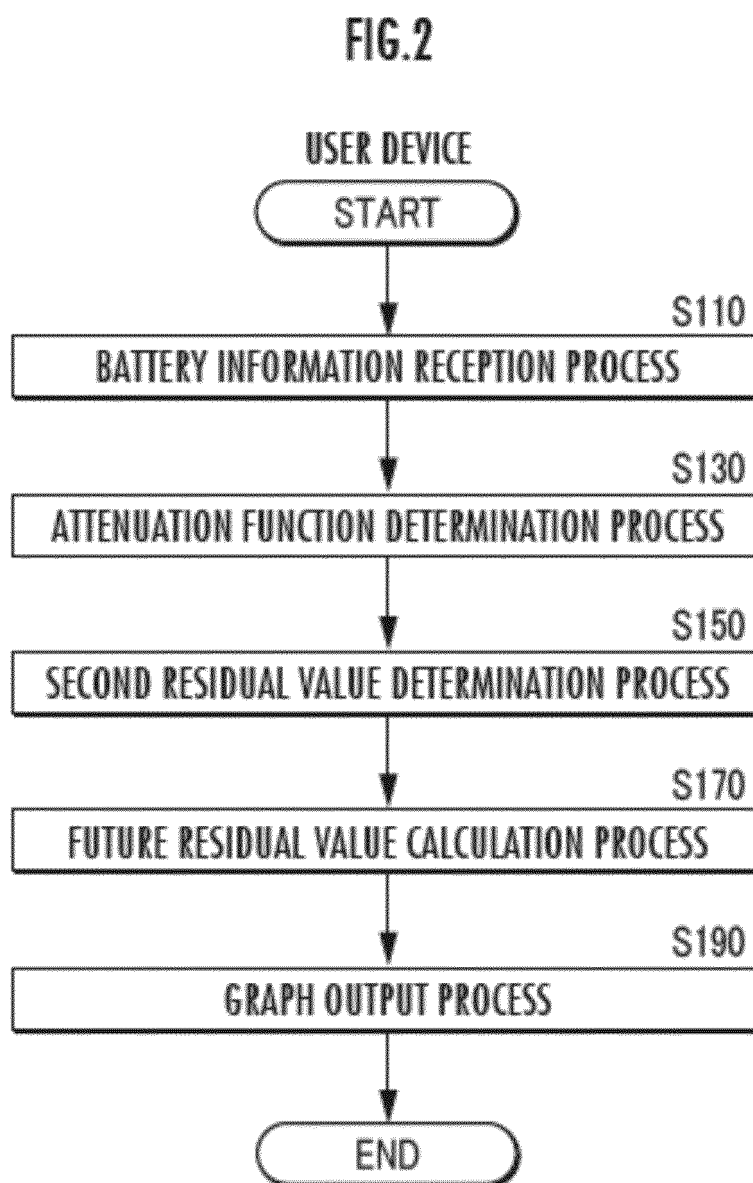 FIG.2
USER DEVICE
START
S110
BATTERY INFORMATION RECEPTION PROCESS
S130
ATTENUATION FUNCTION DETERMINATION PROCESS
S150
SECOND RESIDUAL VALUE DETERMINATION PROCESS
S170
FUTURE RESIDUAL VALUE CALCULATION PROCESS
S190
GRAPH OUTPUT PROCESS
END